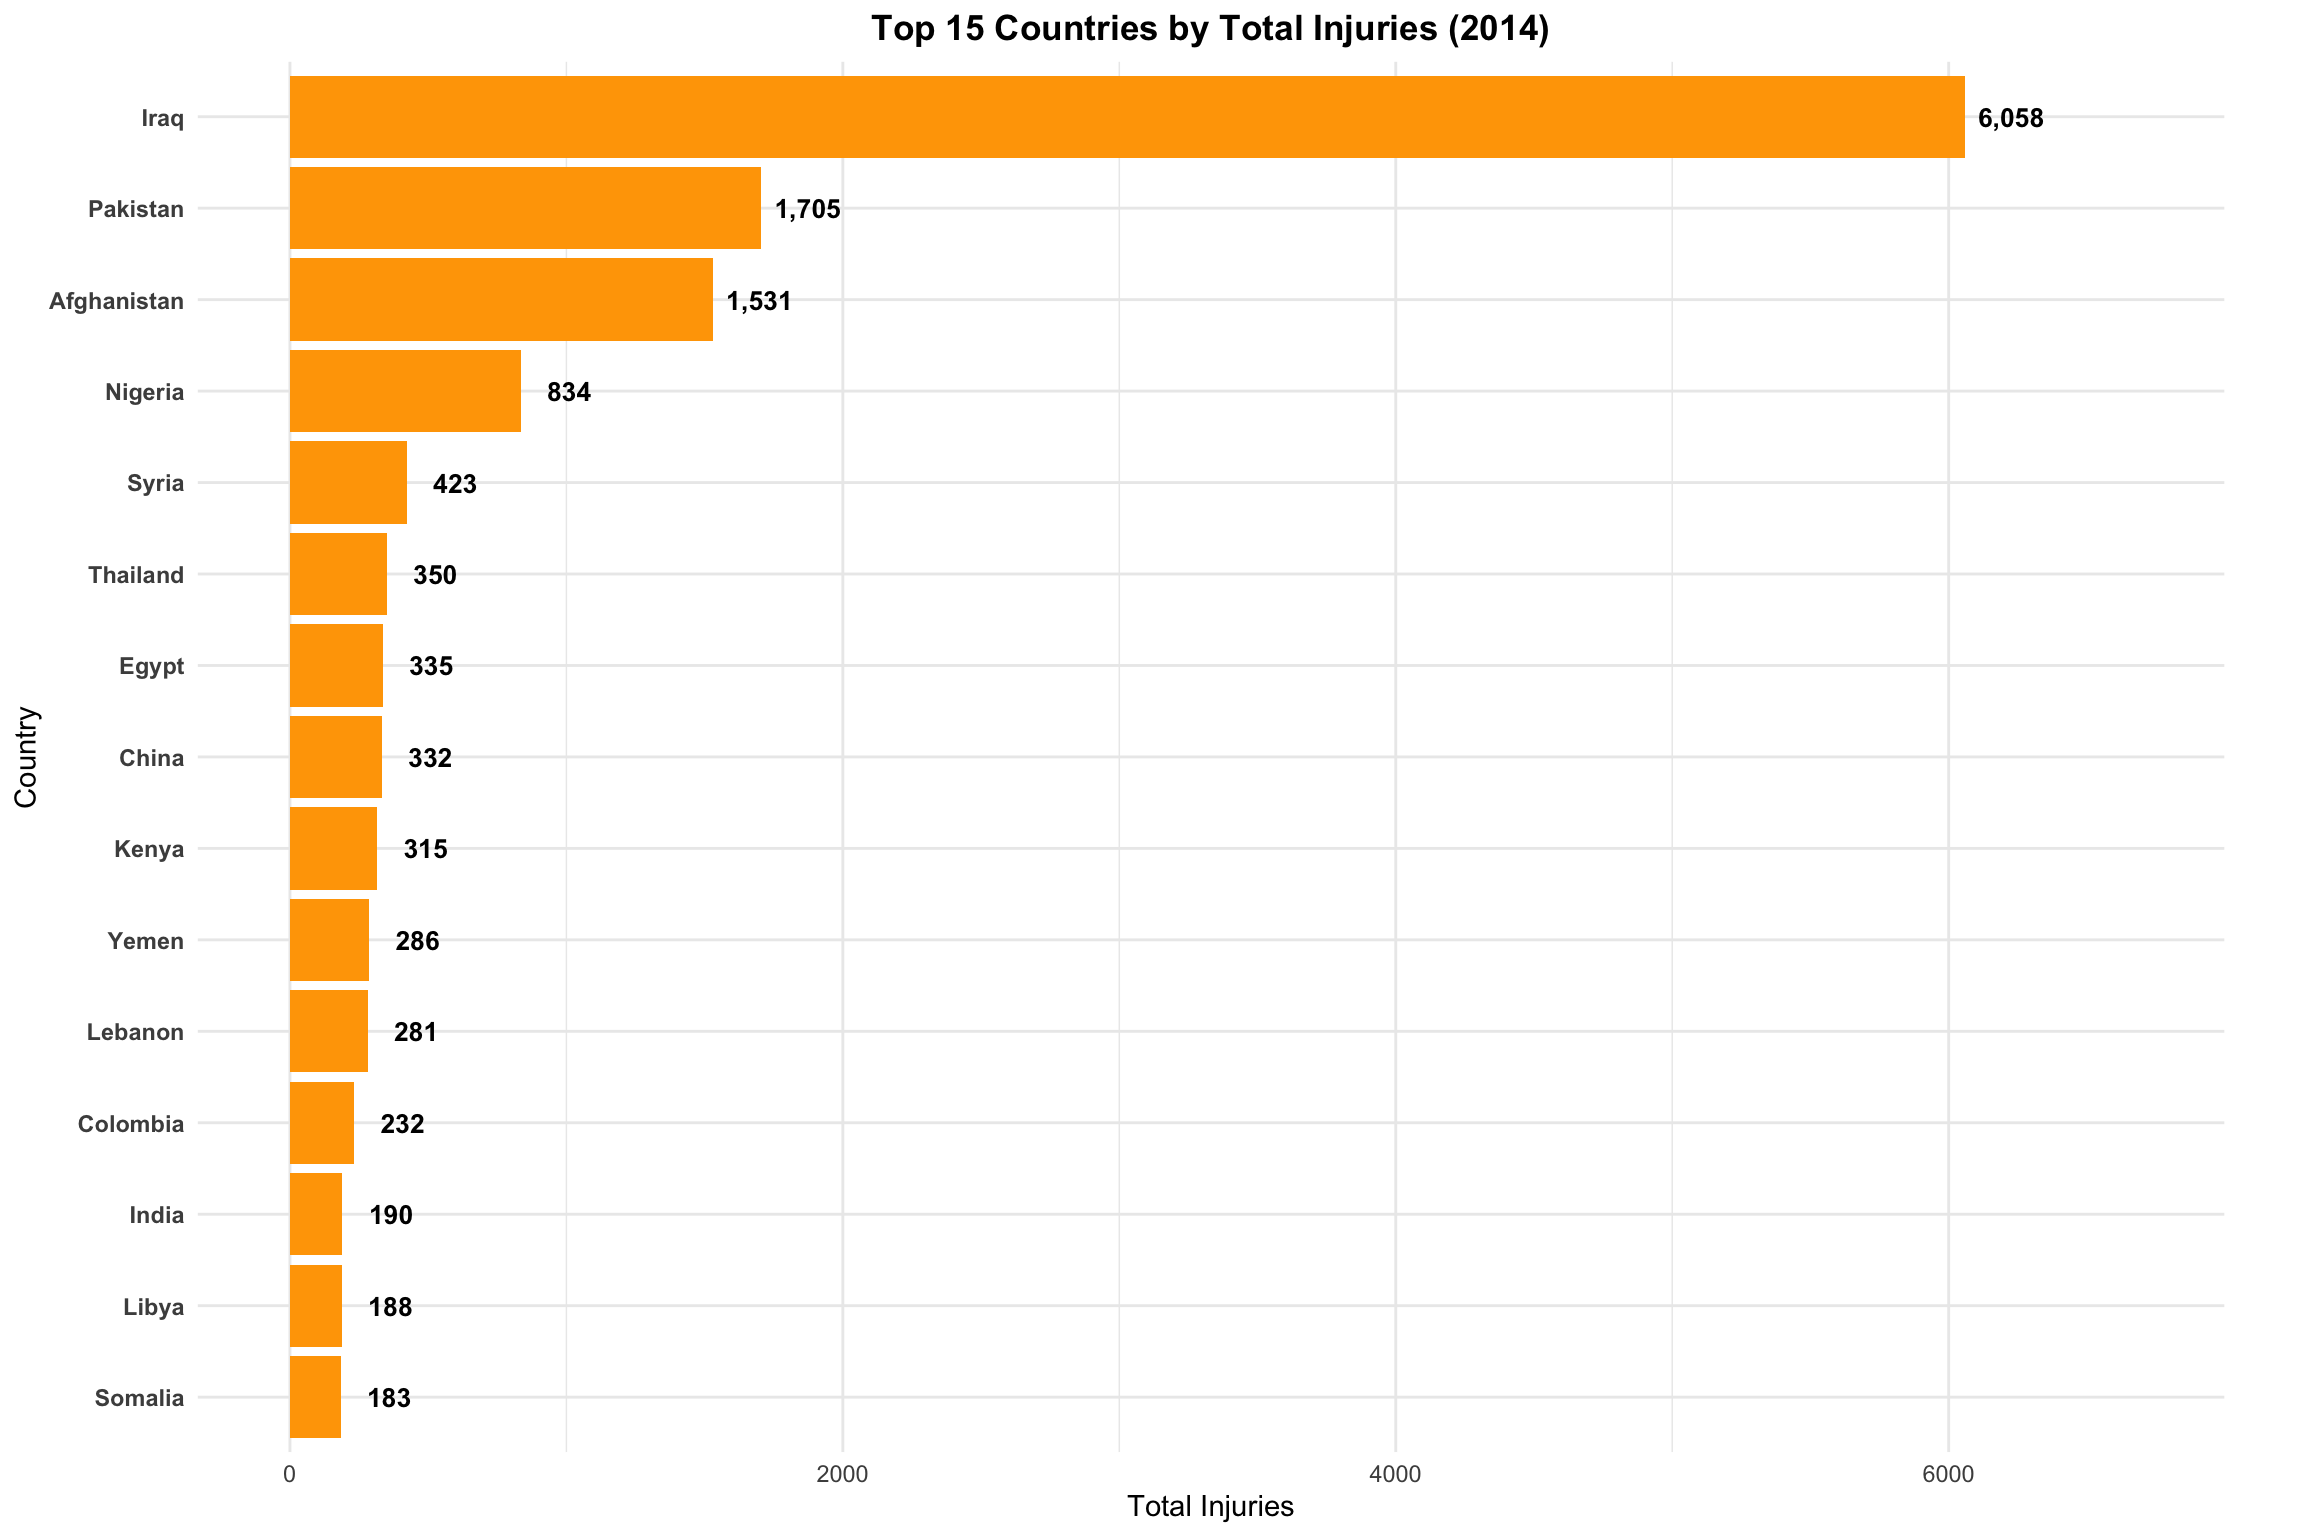 Top 15 Countries by Total Injuries (2014)
Iraq 6,058
Pakistan 1,705
Afghanistan 1,531
Nigeria 834
Syria 423
Thailand 350
Egypt 335
China 332
Kenya 315
Yemen 286
Lebanon 281
Colombia 232
India 190
Libya 188
Somalia 183
Country
0 2000 4000 6000
Total Injuries